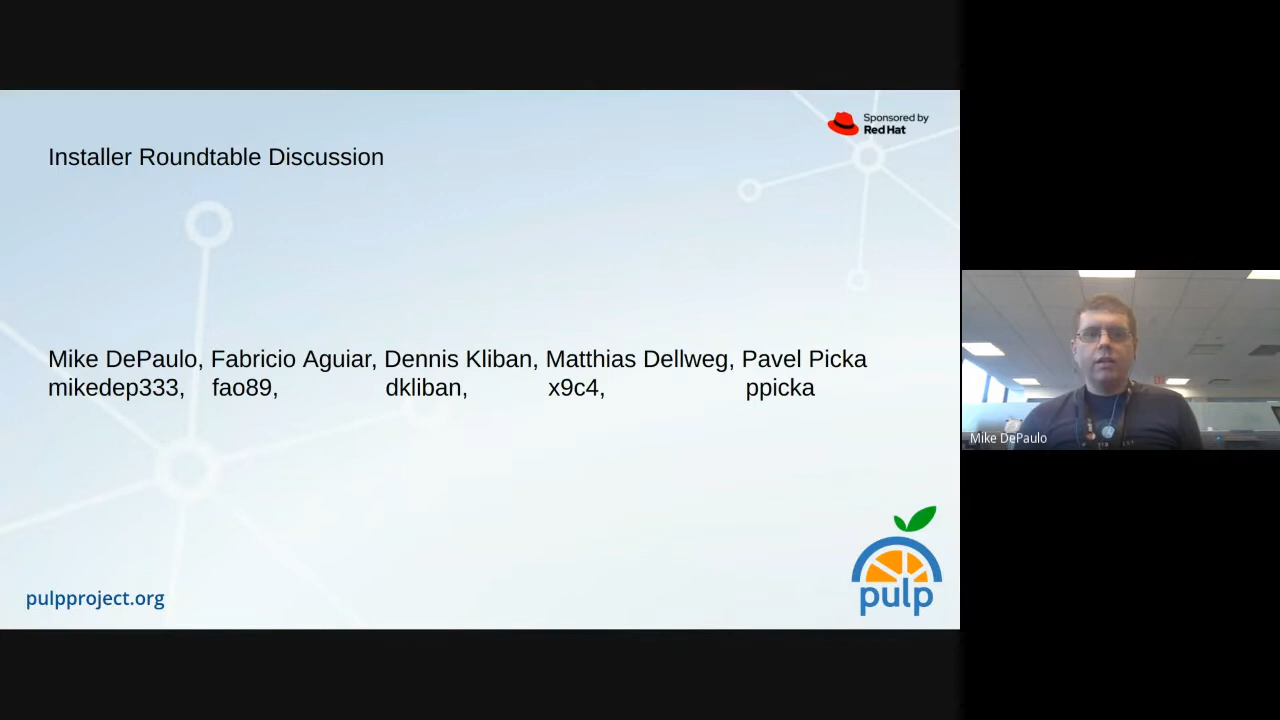 Sponsored by
Red Hat
Installer Roundtable Discussion
Mike DePaulo, Fabricio Aguiar, Dennis Kliban, Matthias Dellweg, Pavel Picka
mikedep333, fao89, dkliban, x9c4, ppicka
Mike DePaulo
pulpproject.org
pulp